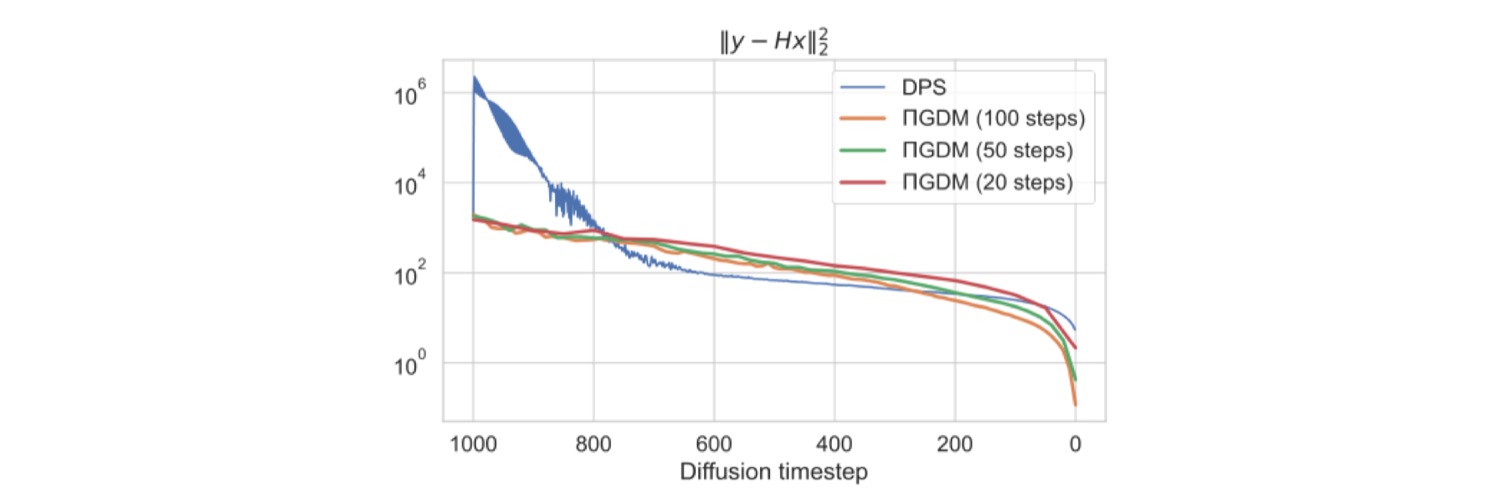 ‖y − Hx‖₂²
DPS
ΠGDM (100 steps)
ΠGDM (50 steps)
ΠGDM (20 steps)
10⁶
10⁴
10²
10⁰
1000 800 600 400 200 0
Diffusion timestep